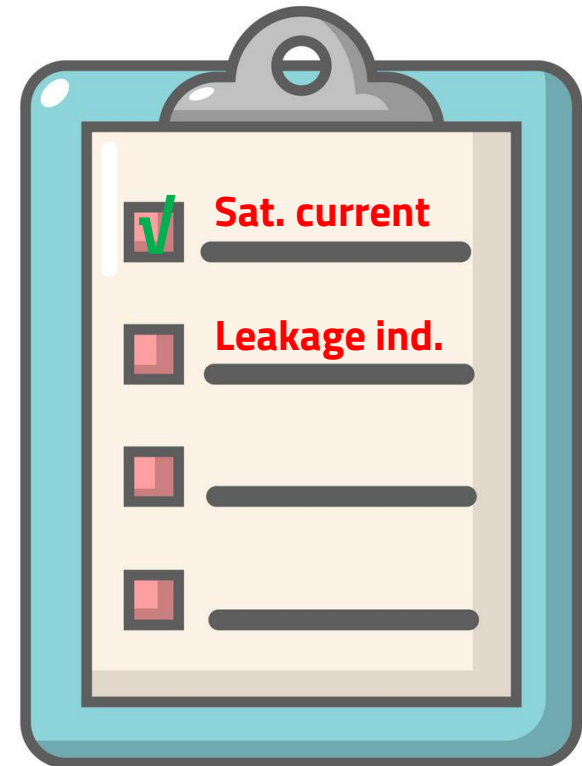 √ Sat. current
Leakage ind.